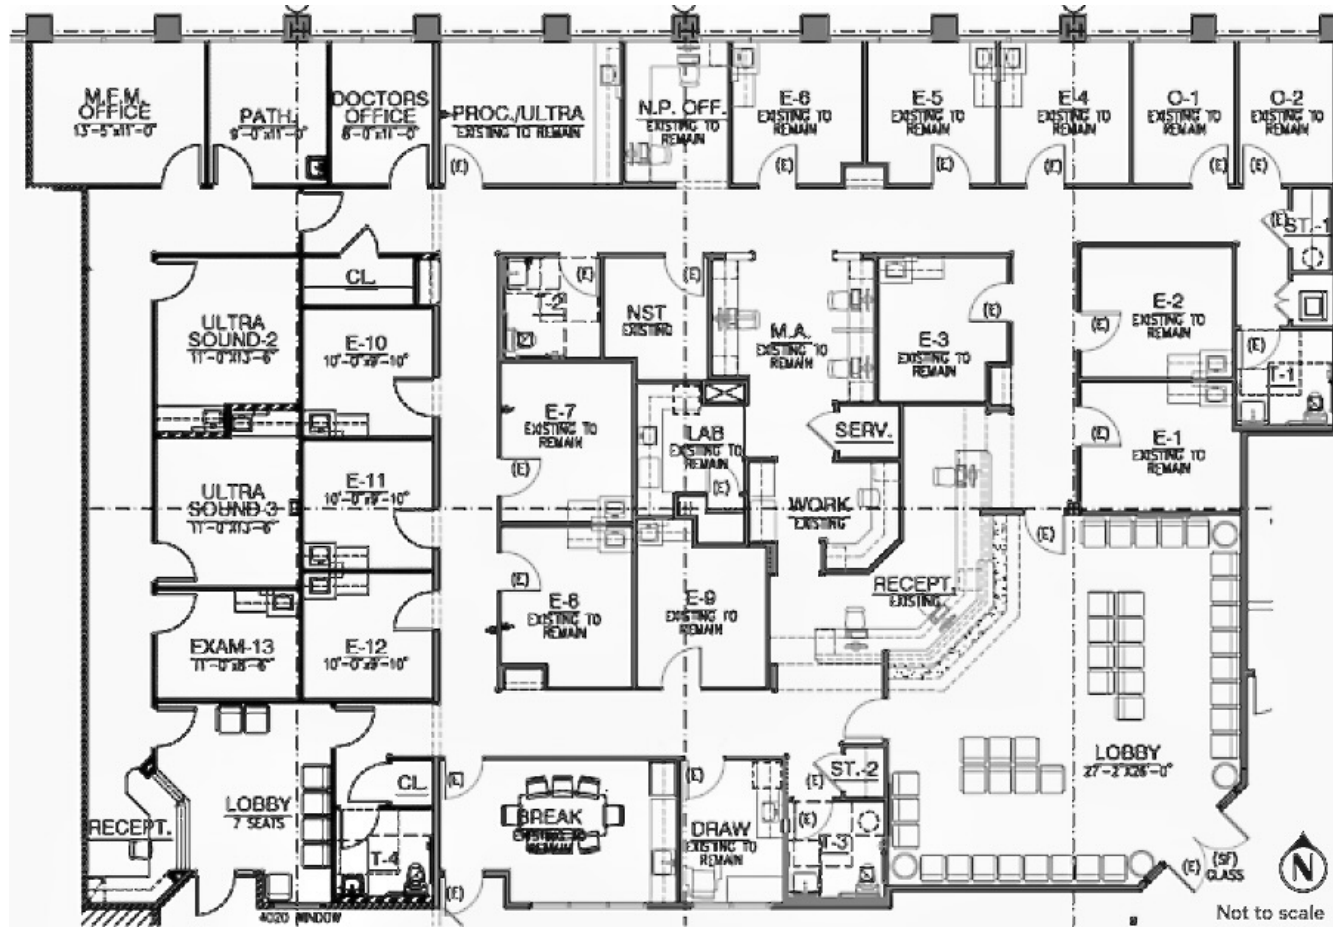 M.F.M.
OFFICE
13'-5"x11'-0"
PATH.
9'-0"x11'-0"
DOCTORS
OFFICE
8'-0"x11'-0"
PROC./ULTRA
EXISTING TO REMAIN
(E)
N.P. OFF.
EXISTING TO
REMAIN
E-6
EXISTING TO
REMAIN
(E)
E-5
EXISTING TO
REMAIN
(E)
E-4
EXISTING TO
REMAIN
(E)
O-1
EXISTING TO
REMAIN
(E)
O-2
EXISTING TO
REMAIN
(E)
(E)
ST.-1
CL.
ULTRA
SOUND-2
11'-0"X13'-6"
E-10
10'-0"x9'-10"
T-2
(E)
NST
EXISTING
(E)
M.A.
EXISTING TO
REMAIN
E-3
EXISTING TO
REMAIN
(E)
E-2
EXISTING TO
REMAIN
(E)
(E)
T-1
E-7
EXISTING TO
REMAIN
(E)
LAB
EXISTING TO
REMAIN
(E)
SERV.
E-1
EXISTING TO
REMAIN
(E)
ULTRA
SOUND-3
11'-0"X13'-6"
E-11
10'-0"x9'-10"
WORK
EXISTING
(E)
E-8
EXISTING TO
REMAIN
(E)
E-9
EXISTING TO
REMAIN
RECEPT.
EXISTING
EXAM-13
11'-0"x8'-6"
E-12
10'-0"x9'-10"
LOBBY
27'-2"X26'-0"
LOBBY
7 SEATS
RECEPT.
CL.
T-4
(E)
BREAK
EXISTING TO
REMAIN
(E)
(E)
DRAW
EXISTING TO
REMAIN
ST.-2
(E)
(E)
T-3
4020 WINDOW
(E)
(SF)
GLASS
N
Not to scale